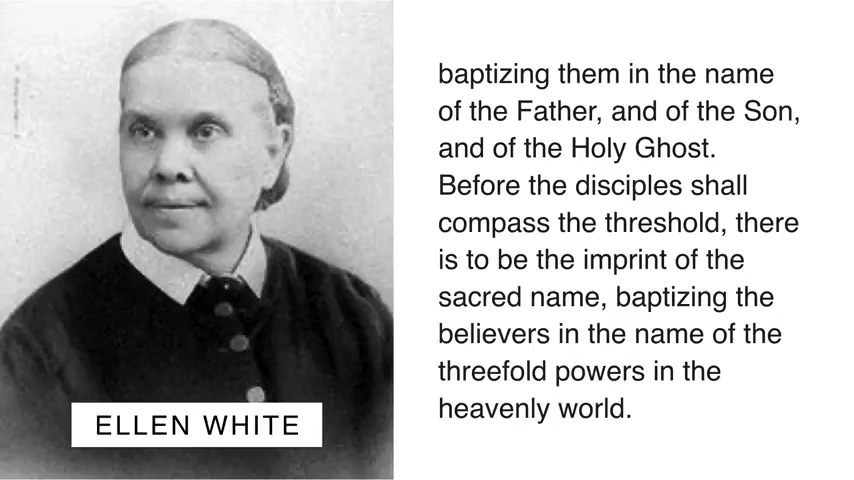 ELLEN WHITE
baptizing them in the name
of the Father, and of the Son,
and of the Holy Ghost.
Before the disciples shall
compass the threshold, there
is to be the imprint of the
sacred name, baptizing the
believers in the name of the
threefold powers in the
heavenly world.